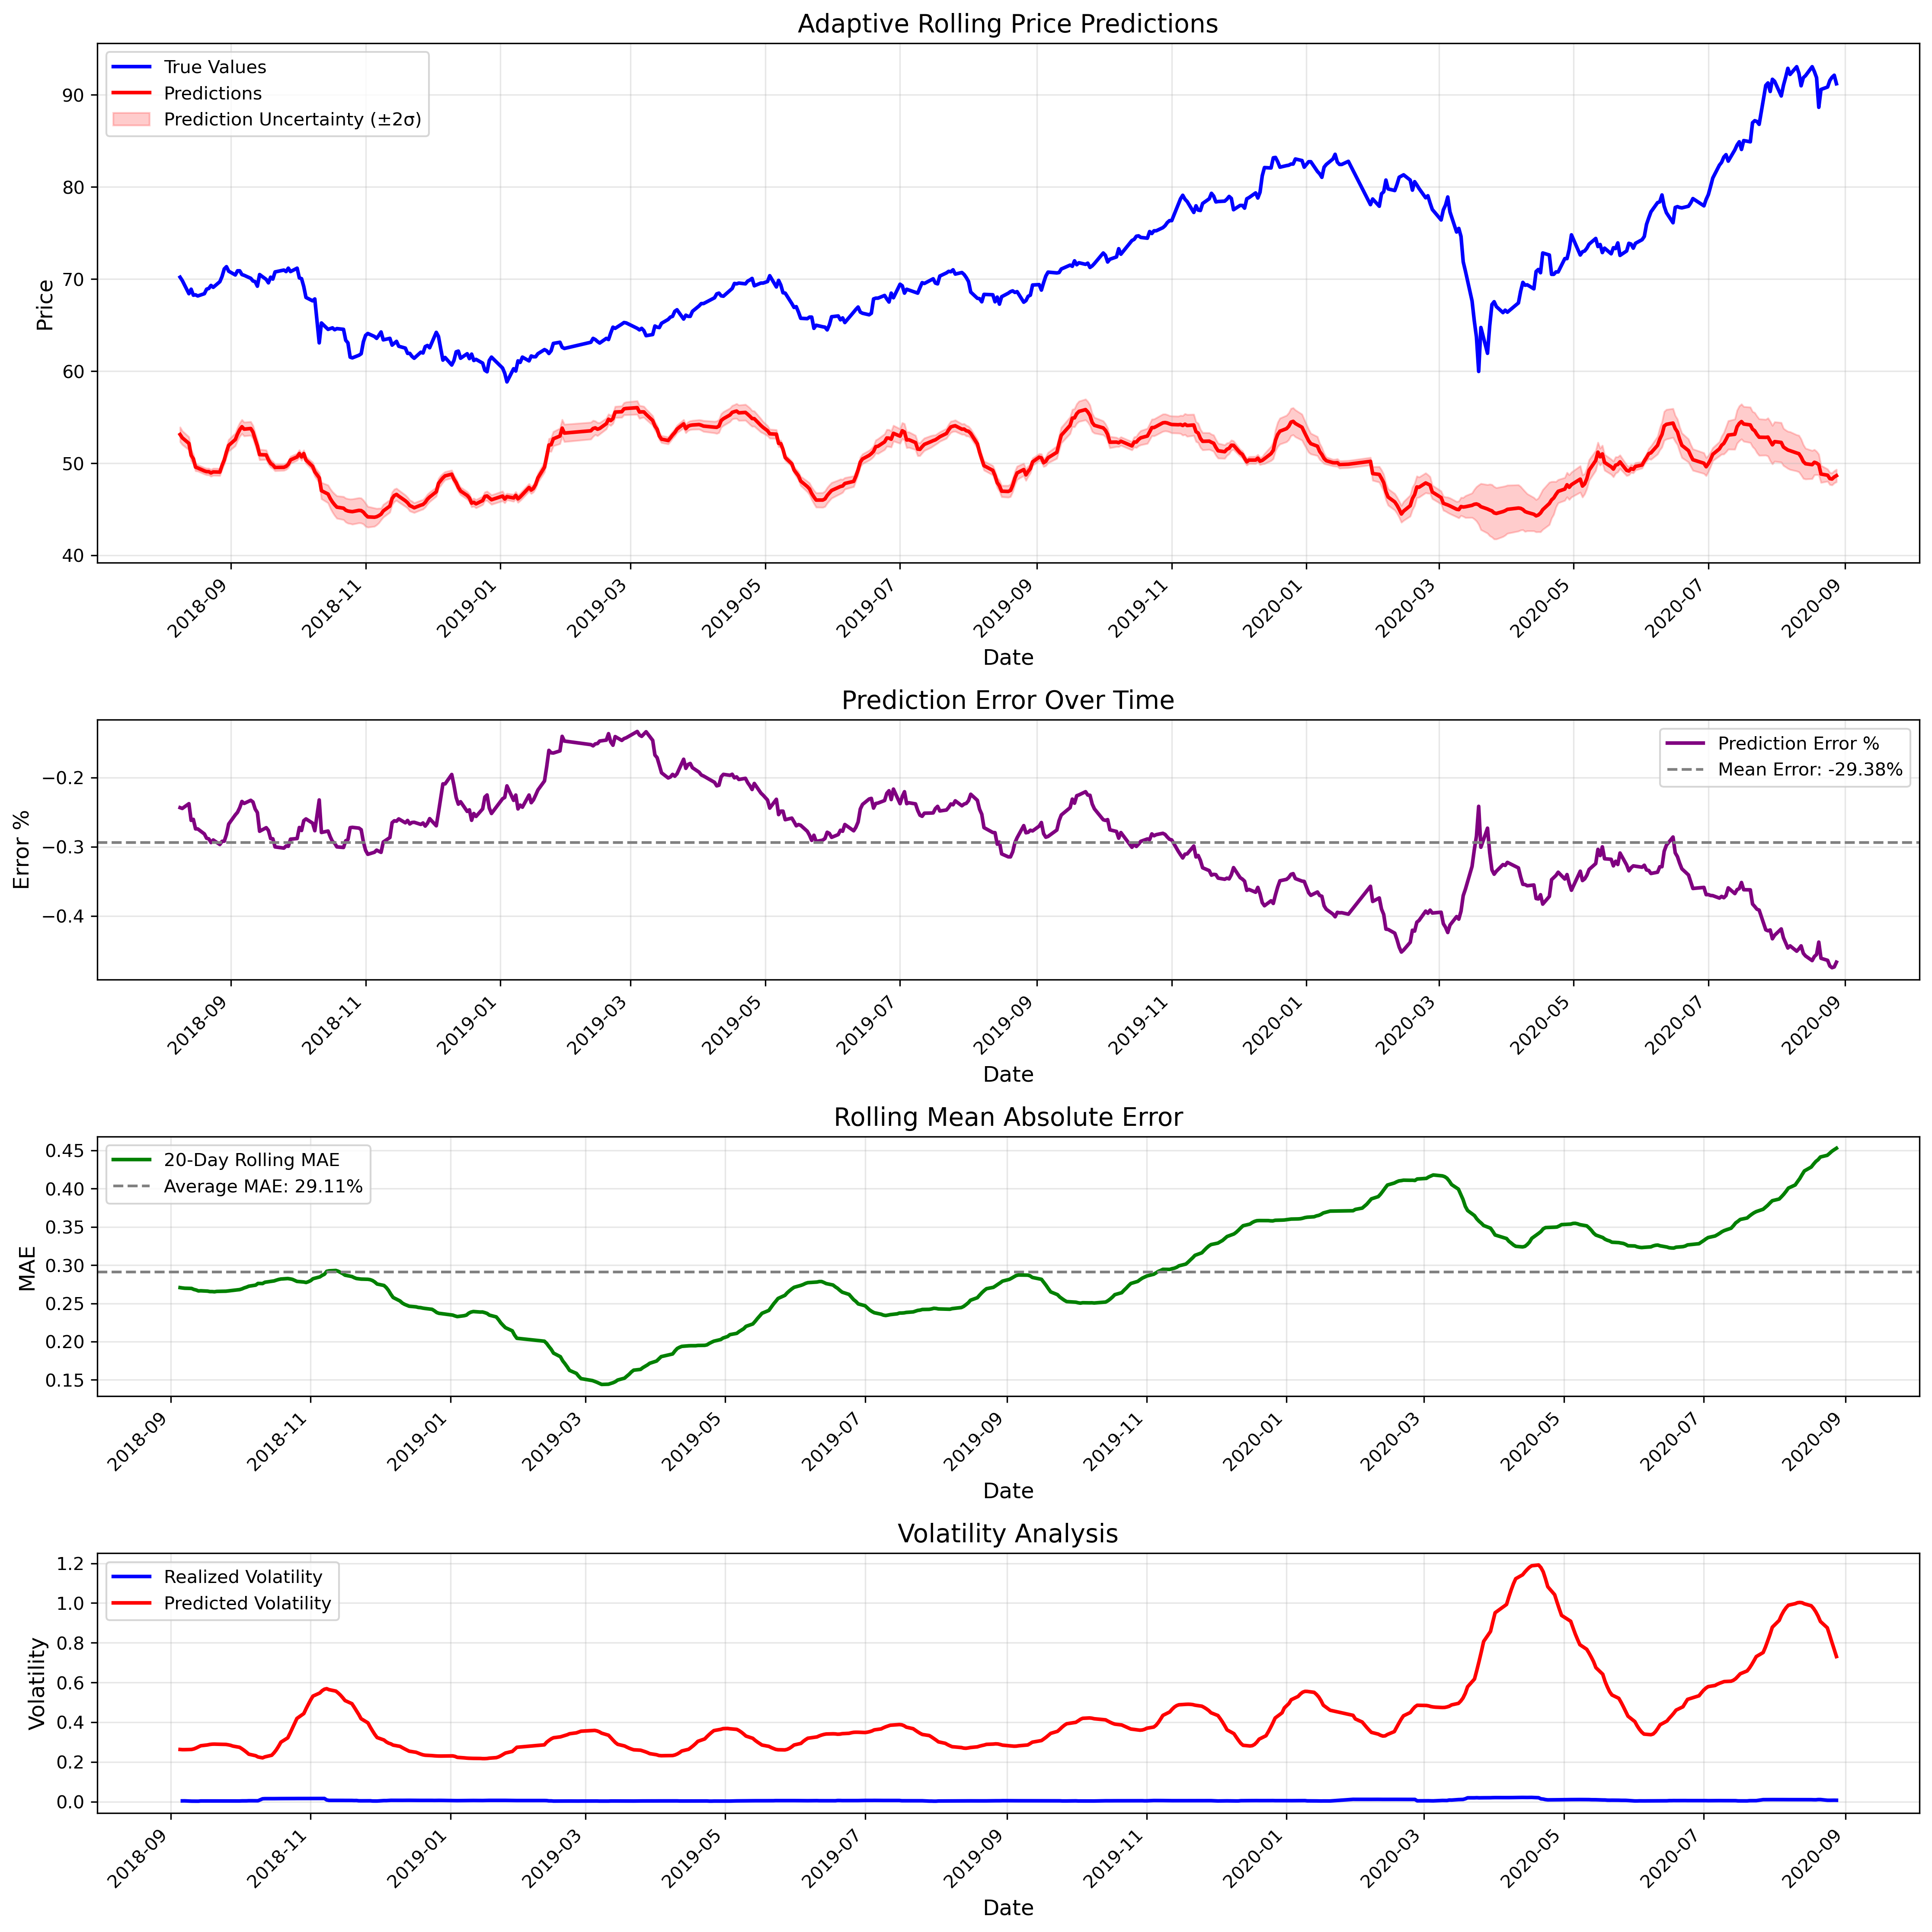 Adaptive Rolling Price Predictions
True Values
Predictions
Prediction Uncertainty (±2σ)
Price
90
80
70
60
50
40
2018-09 2018-11 2019-01 2019-03 2019-05 2019-07 2019-09 2019-11 2020-01 2020-03 2020-05 2020-07 2020-09
Date
Prediction Error Over Time
Prediction Error %
Mean Error: -29.38%
Error %
−0.2
−0.3
−0.4
2018-09 2018-11 2019-01 2019-03 2019-05 2019-07 2019-09 2019-11 2020-01 2020-03 2020-05 2020-07 2020-09
Date
Rolling Mean Absolute Error
20-Day Rolling MAE
Average MAE: 29.11%
MAE
0.45
0.40
0.35
0.30
0.25
0.20
0.15
2018-09 2018-11 2019-01 2019-03 2019-05 2019-07 2019-09 2019-11 2020-01 2020-03 2020-05 2020-07 2020-09
Date
Volatility Analysis
Realized Volatility
Predicted Volatility
Volatility
1.2
1.0
0.8
0.6
0.4
0.2
0.0
2018-09 2018-11 2019-01 2019-03 2019-05 2019-07 2019-09 2019-11 2020-01 2020-03 2020-05 2020-07 2020-09
Date